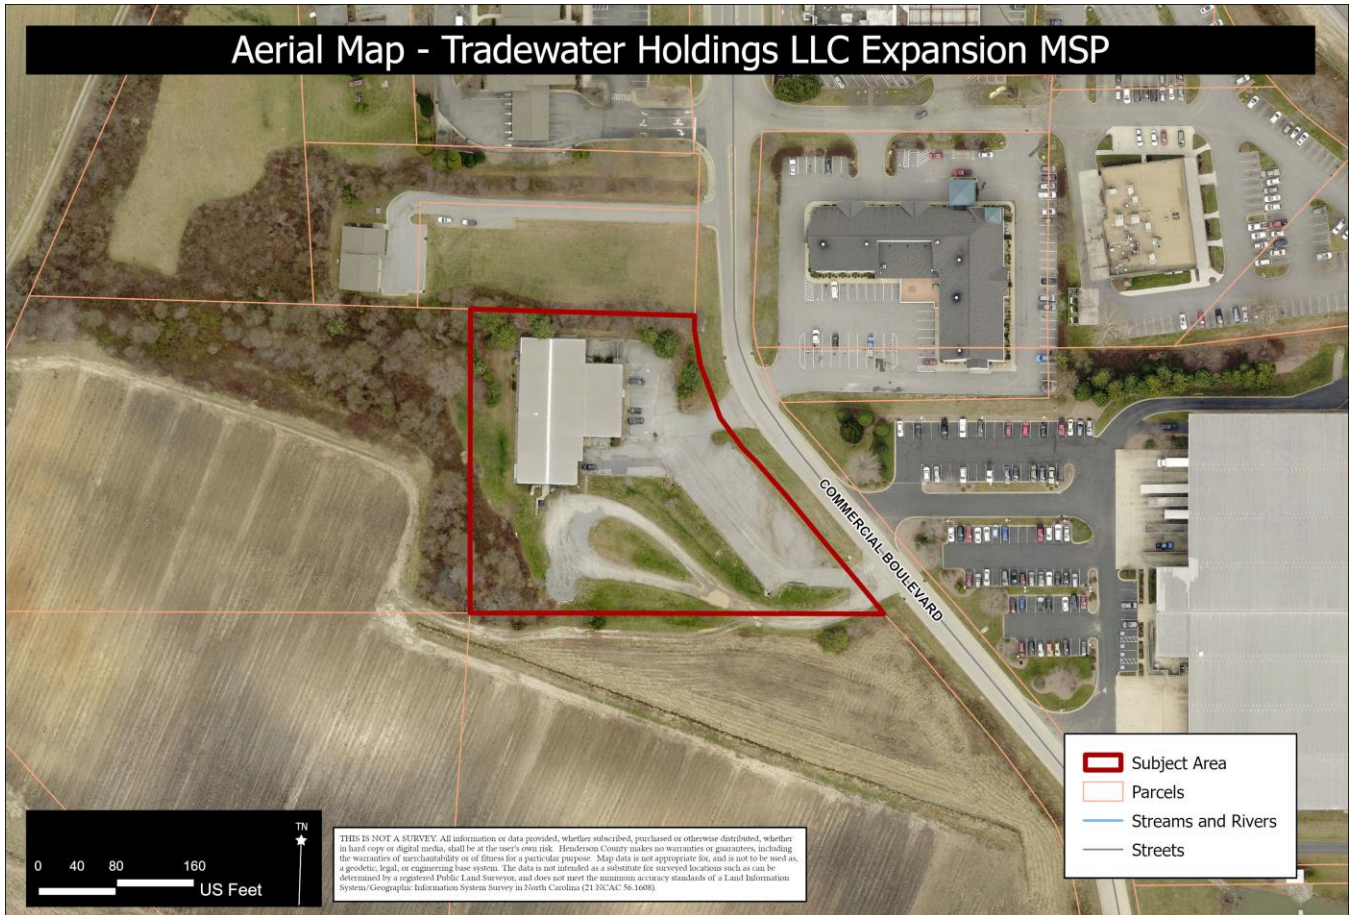 Aerial Map - Tradewater Holdings LLC Expansion MSP
COMMERCIAL BOULEVARD
Subject Area
Parcels
Streams and Rivers
Streets
TN
0 40 80 160
US Feet
THIS IS NOT A SURVEY. All information or data provided, whether subscribed, purchased or otherwise distributed, whether
in hard copy or digital media, shall be at the user's own risk. Henderson County makes no warranties or guarantees, including
the warranties of merchantability or of fitness for a particular purpose. Map data is not appropriate for, and is not to be used as,
a geodetic, legal, or engineering base system. The data is not intended as a substitute for surveyed locations such as can be
determined by a registered Public Land Surveyor, and does not meet the minimum accuracy standards of a Land Information
System/Geographic Information System Survey in North Carolina (21 NCAC 56.1608).